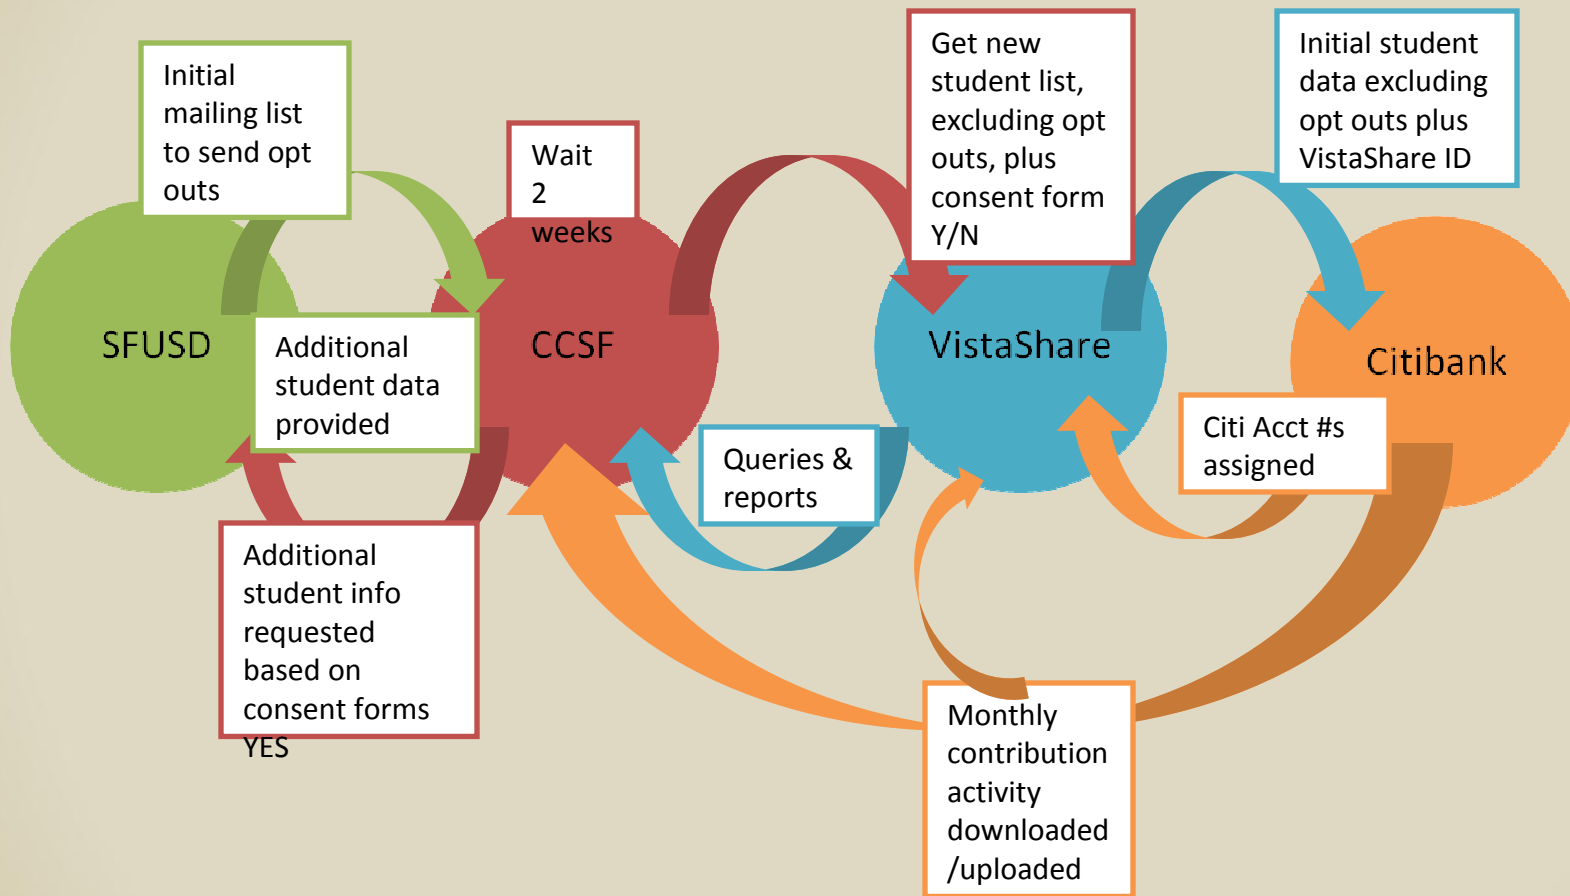 Initial
mailing list
to send opt
outs
Wait
2
weeks
Get new
student list,
excluding opt
outs, plus
consent form
Y/N
Initial student
data excluding
opt outs plus
VistaShare ID
SFUSD
Additional
student data
provided
CCSF
VistaShare
Citibank
Queries &
reports
Citi Acct #s
assigned
Additional
student info
requested
based on
consent forms
YES
Monthly
contribution
activity
downloaded
/uploaded